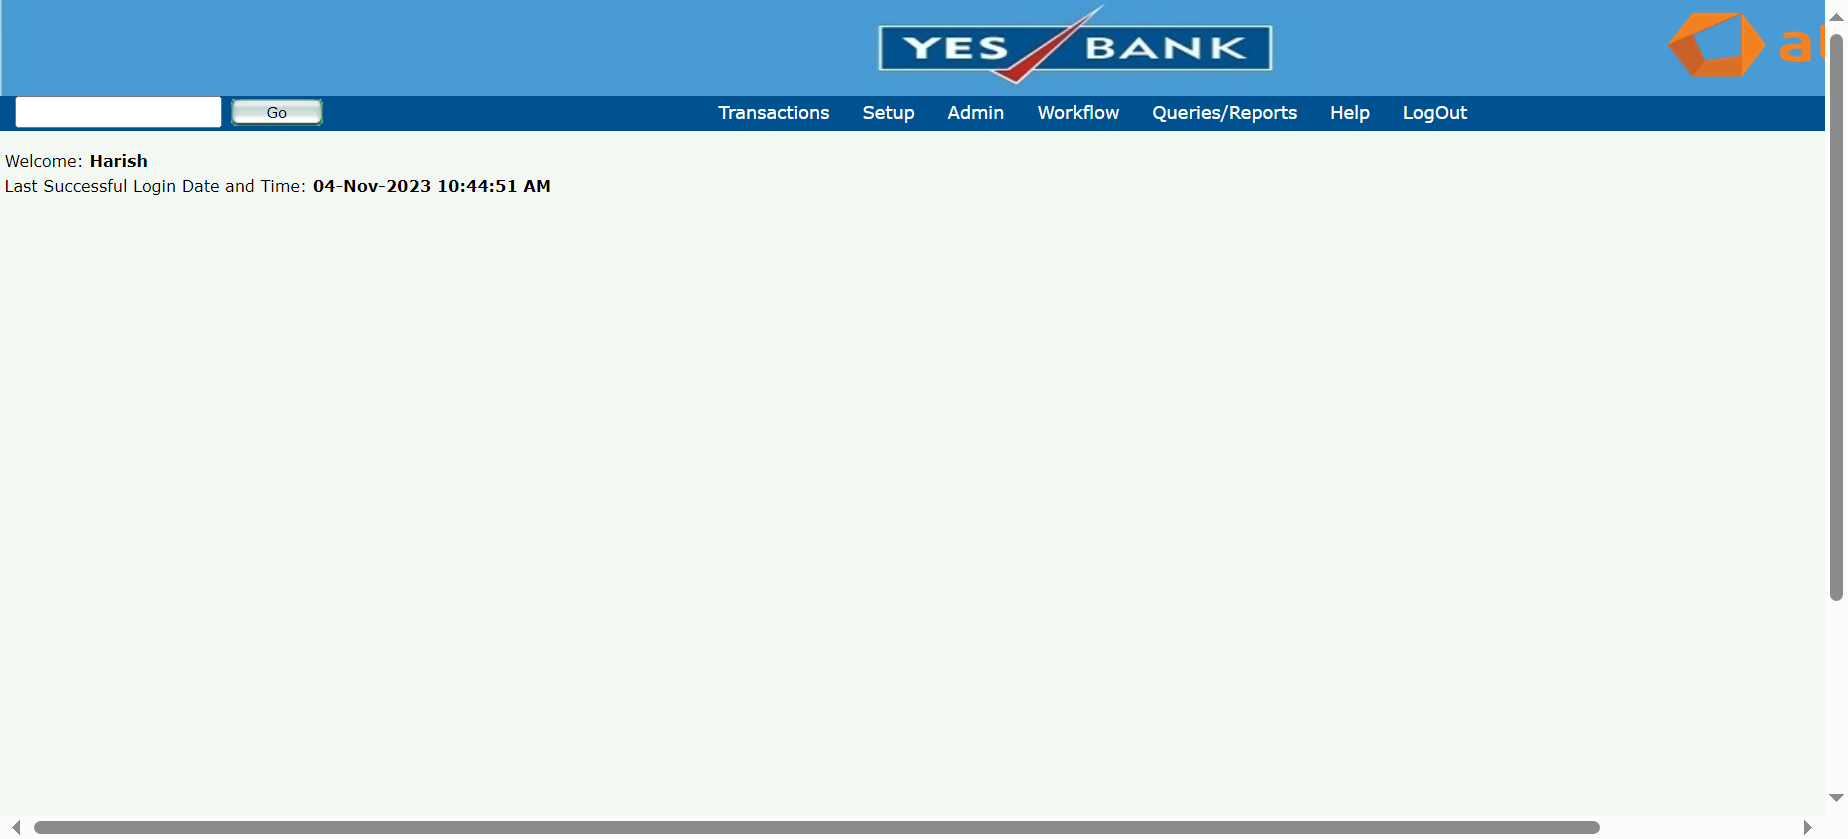 YES BANK
Go
Transactions Setup Admin Workflow Queries/Reports Help LogOut
Welcome: Harish
Last Successful Login Date and Time: 04-Nov-2023 10:44:51 AM